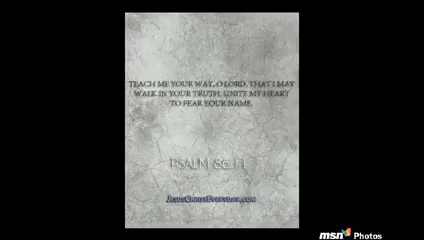 TEACH ME YOUR WAY, O LORD, THAT I MAY
WALK IN YOUR TRUTH; UNITE MY HEART
TO FEAR YOUR NAME.
PSALM 86:11
JESUSCHRISTEVERYDAY.COM
msn Photos